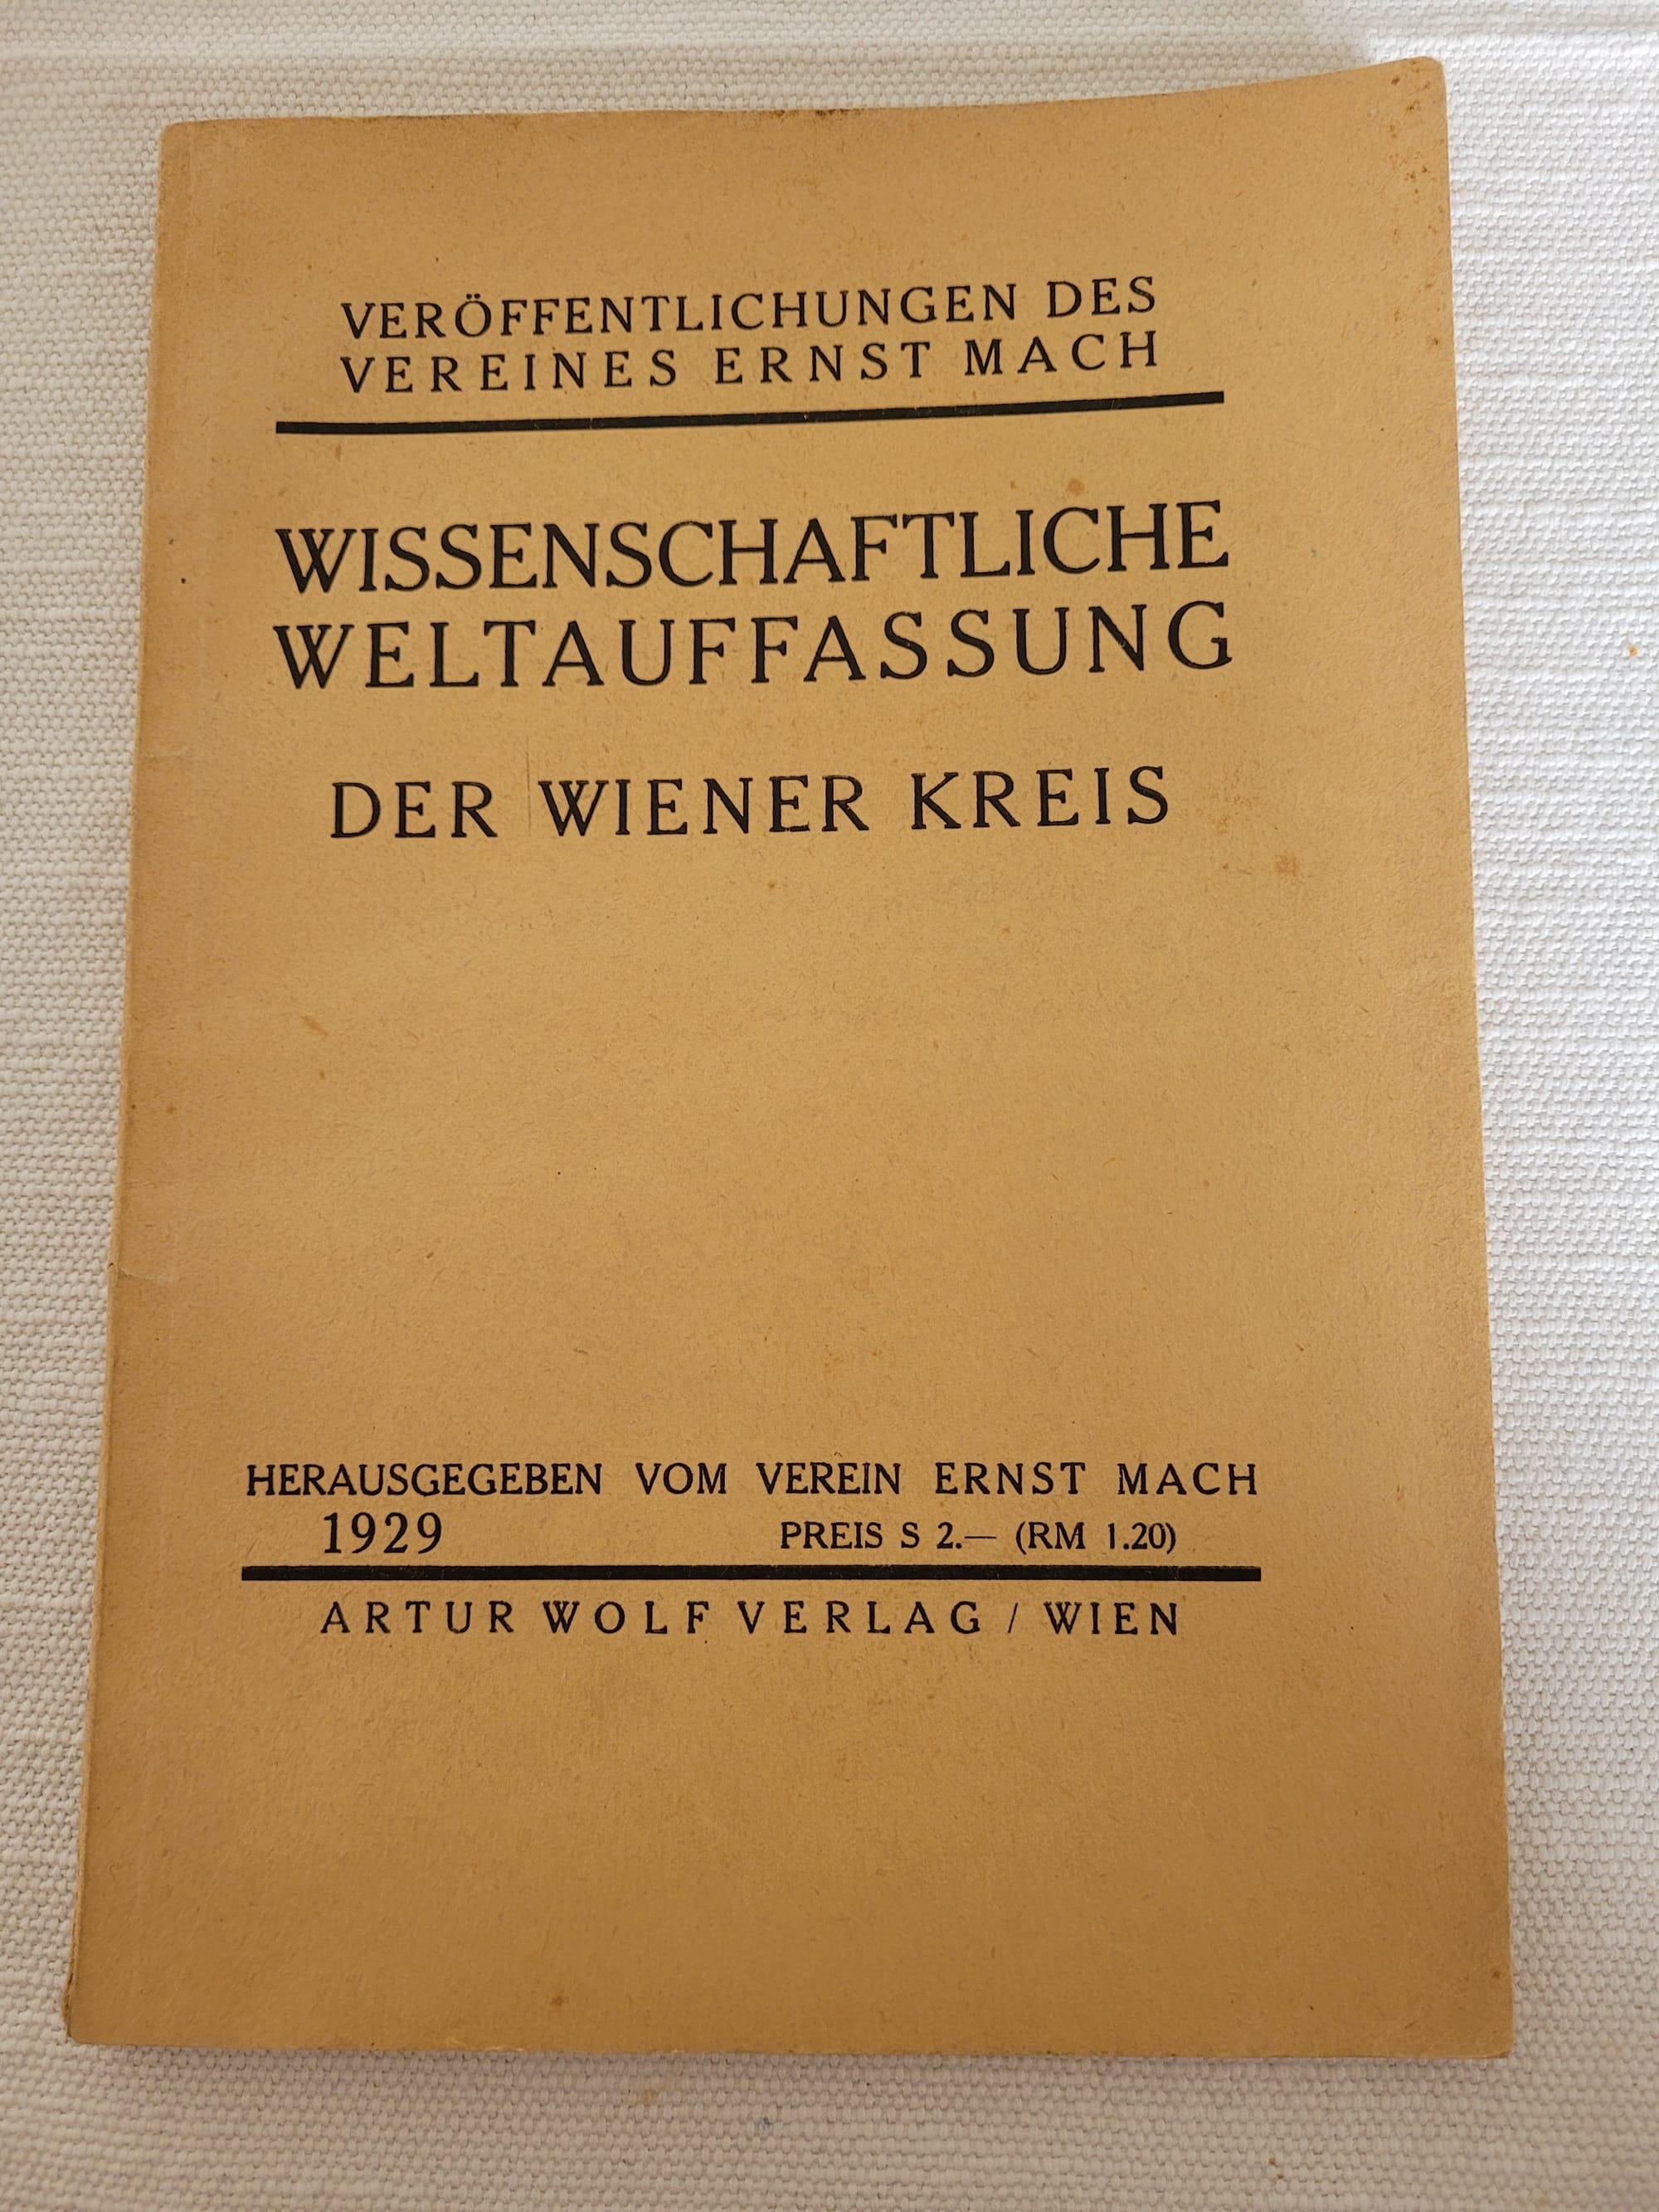 VERÖFFENTLICHUNGEN DES
VEREINES ERNST MACH
WISSENSCHAFTLICHE
WELTAUFFASSUNG
DER WIENER KREIS
HERAUSGEGEBEN VOM VEREIN ERNST MACH
1929 PREIS S 2.— (RM 1.20)
ARTUR WOLF VERLAG / WIEN